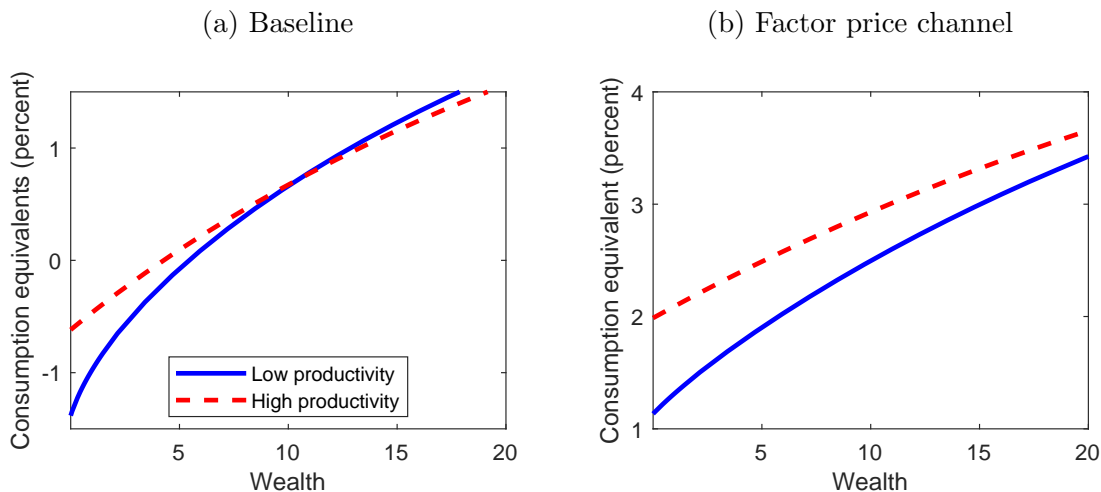 (a) Baseline
Consumption equivalents (percent)
1
0
-1
5
10
15
20
Wealth
Low productivity
High productivity
(b) Factor price channel
Consumption equivalent (percent)
4
3
2
1
5
10
15
20
Wealth